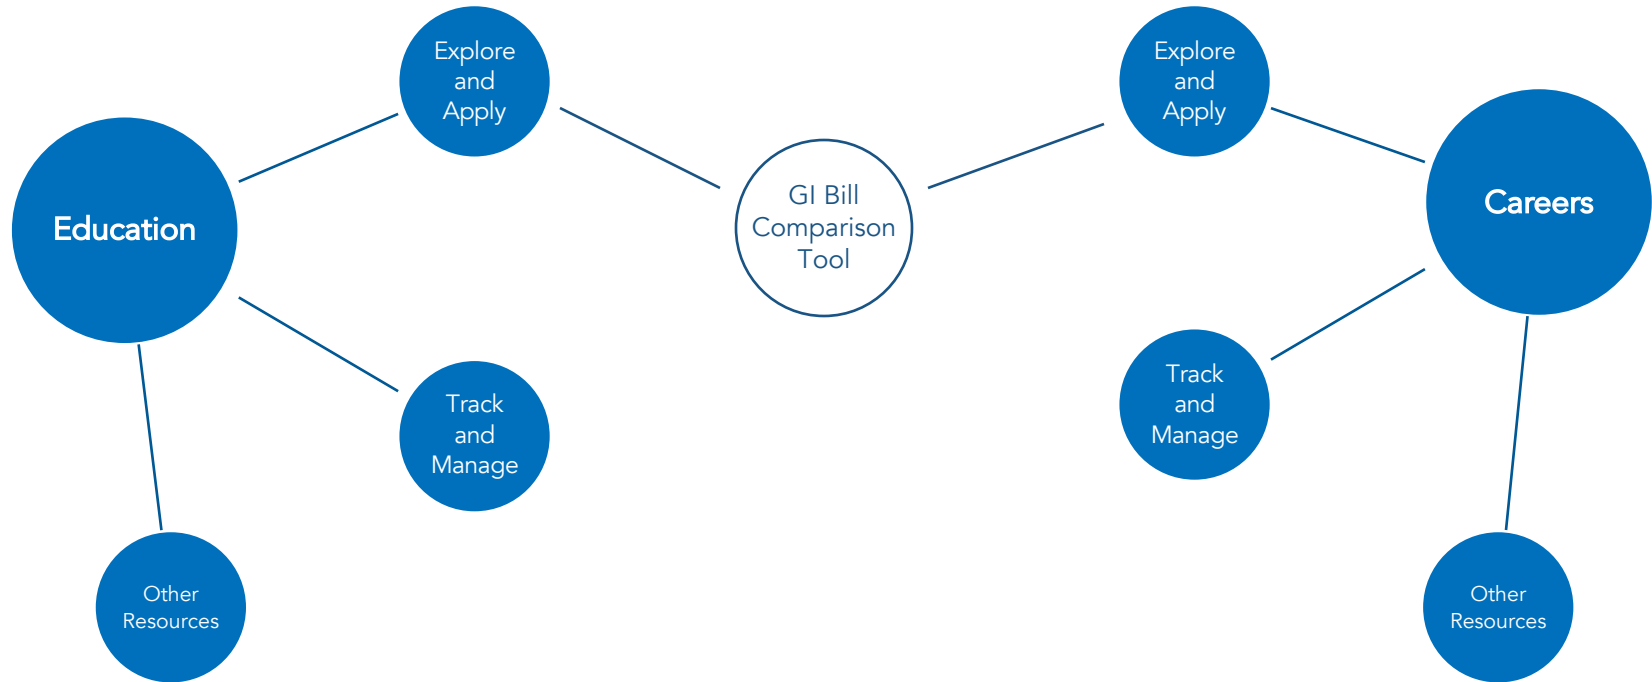 Explore
and
Apply
Education
Track
and
Manage
Other
Resources
GI Bill
Comparison
Tool
Explore
and
Apply
Careers
Track
and
Manage
Other
Resources